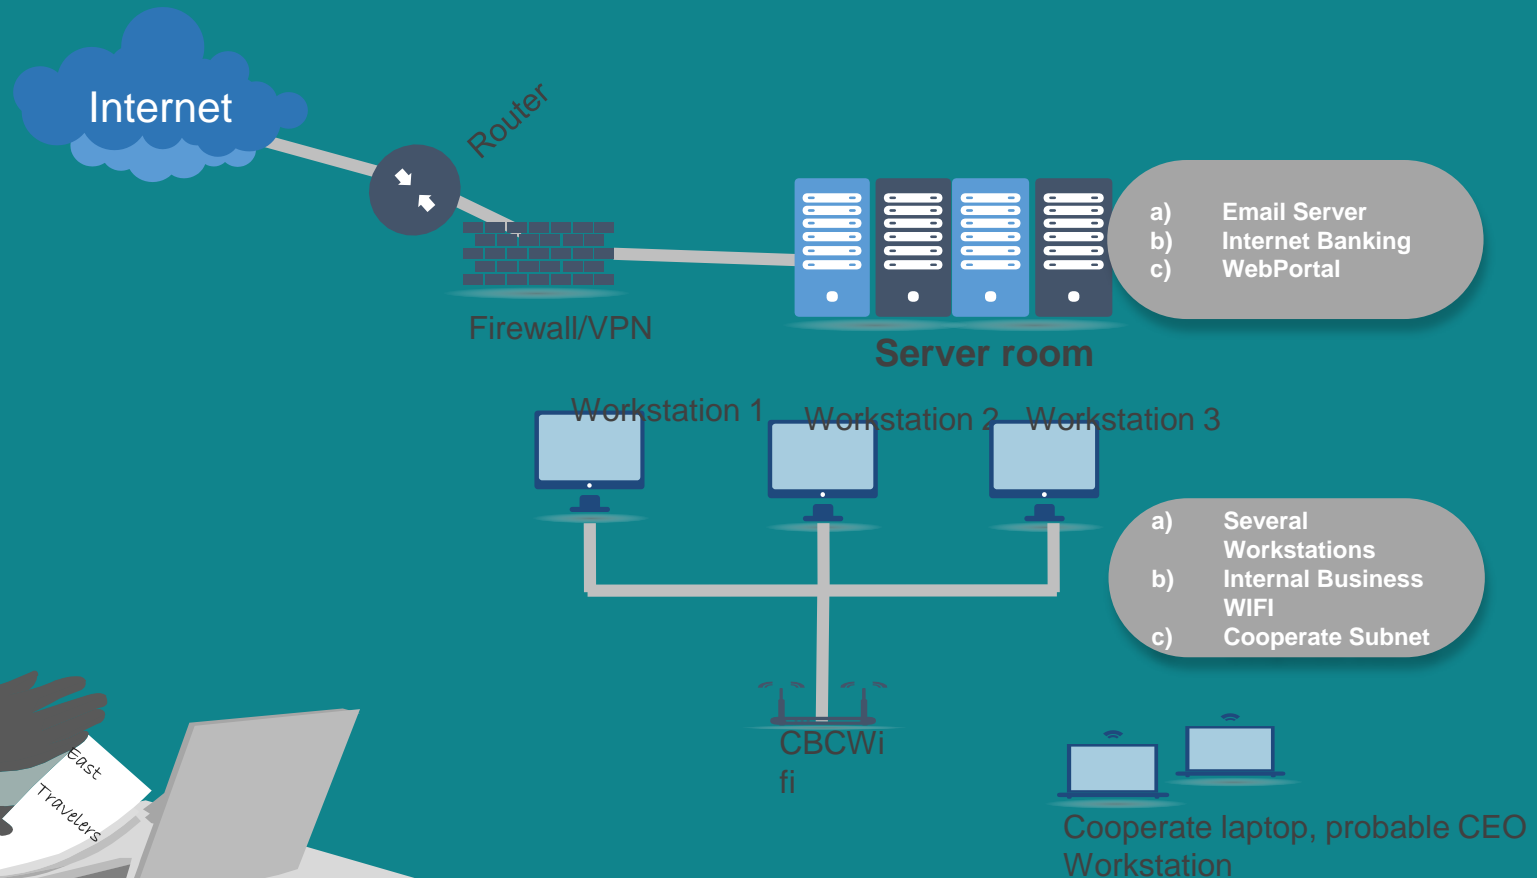 Internet
Router
Firewall/VPN
Server room
a) Email Server
b) Internet Banking
c) WebPortal
Workstation 1
Workstation 2
Workstation 3
a) Several
Workstations
b) Internal Business
WIFI
c) Cooperate Subnet
CBCWi
fi
Cooperate laptop, probable CEO
Workstation
East
Travelers